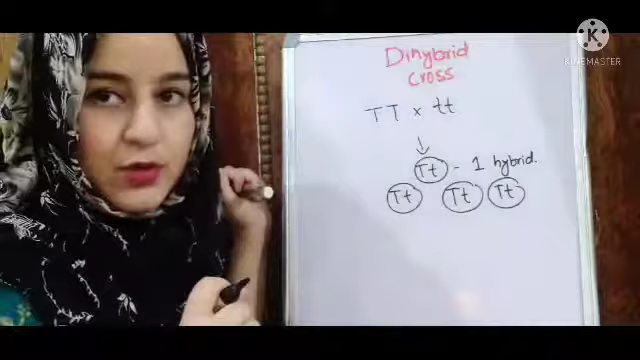 Dihybrid
cross
TT × tt
Tt - 1 hybrid.
Tt Tt Tt
KINEMASTER